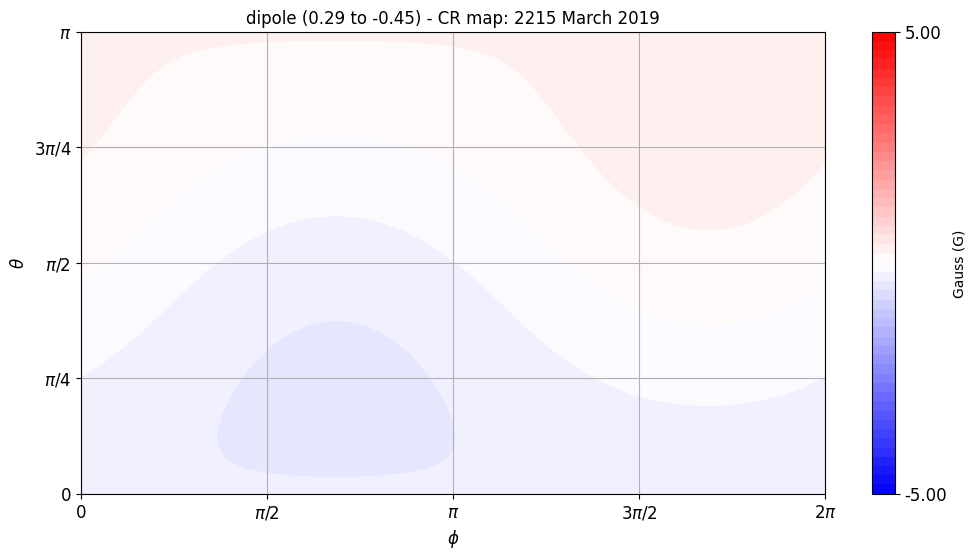 dipole (0.29 to -0.45) - CR map: 2215 March 2019
π
3π/4
π/2
π/4
0
θ
0
π/2
π
3π/2
2π
ϕ
5.00
-5.00
Gauss (G)